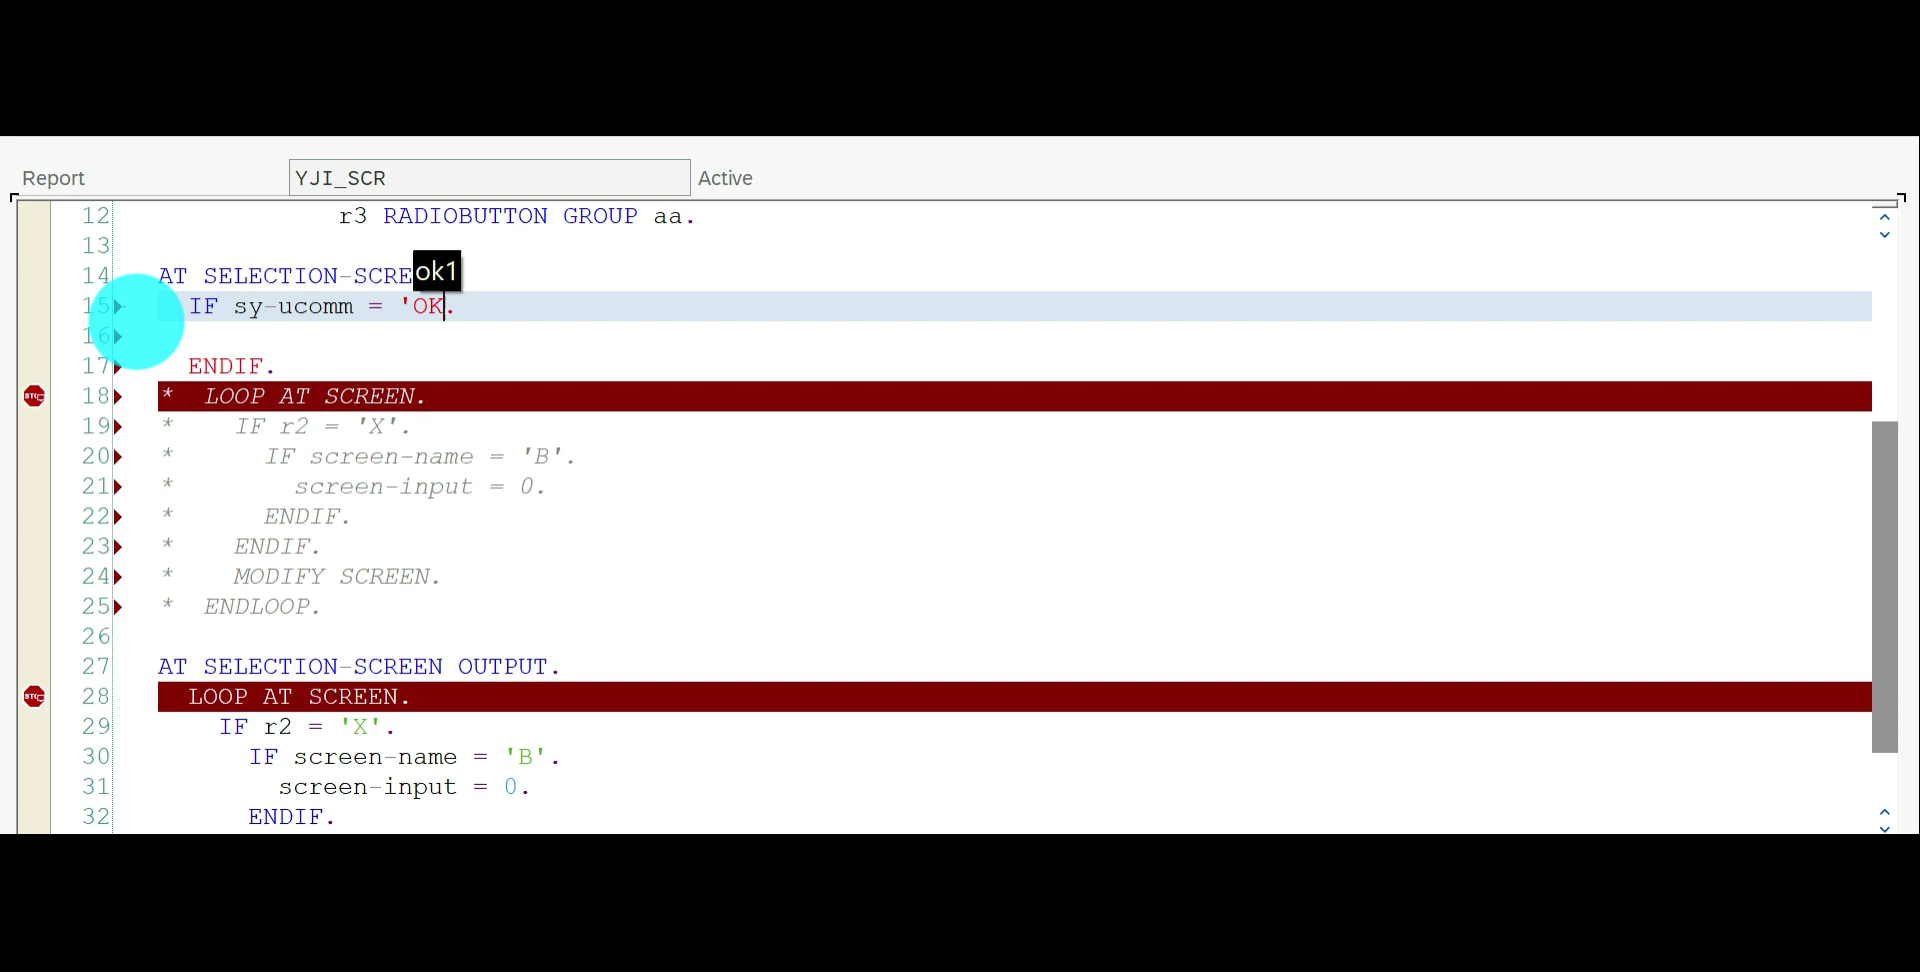 Report YJI_SCR Active
12 r3 RADIOBUTTON GROUP aa.
13
14 AT SELECTION-SCRE ok1
15 IF sy-ucomm = 'OK.
16
17 ENDIF.
18 * LOOP AT SCREEN.
19 * IF r2 = 'X'.
20 * IF screen-name = 'B'.
21 * screen-input = 0.
22 * ENDIF.
23 * ENDIF.
24 * MODIFY SCREEN.
25 * ENDLOOP.
26
27 AT SELECTION-SCREEN OUTPUT.
28 LOOP AT SCREEN.
29 IF r2 = 'X'.
30 IF screen-name = 'B'.
31 screen-input = 0.
32 ENDIF.